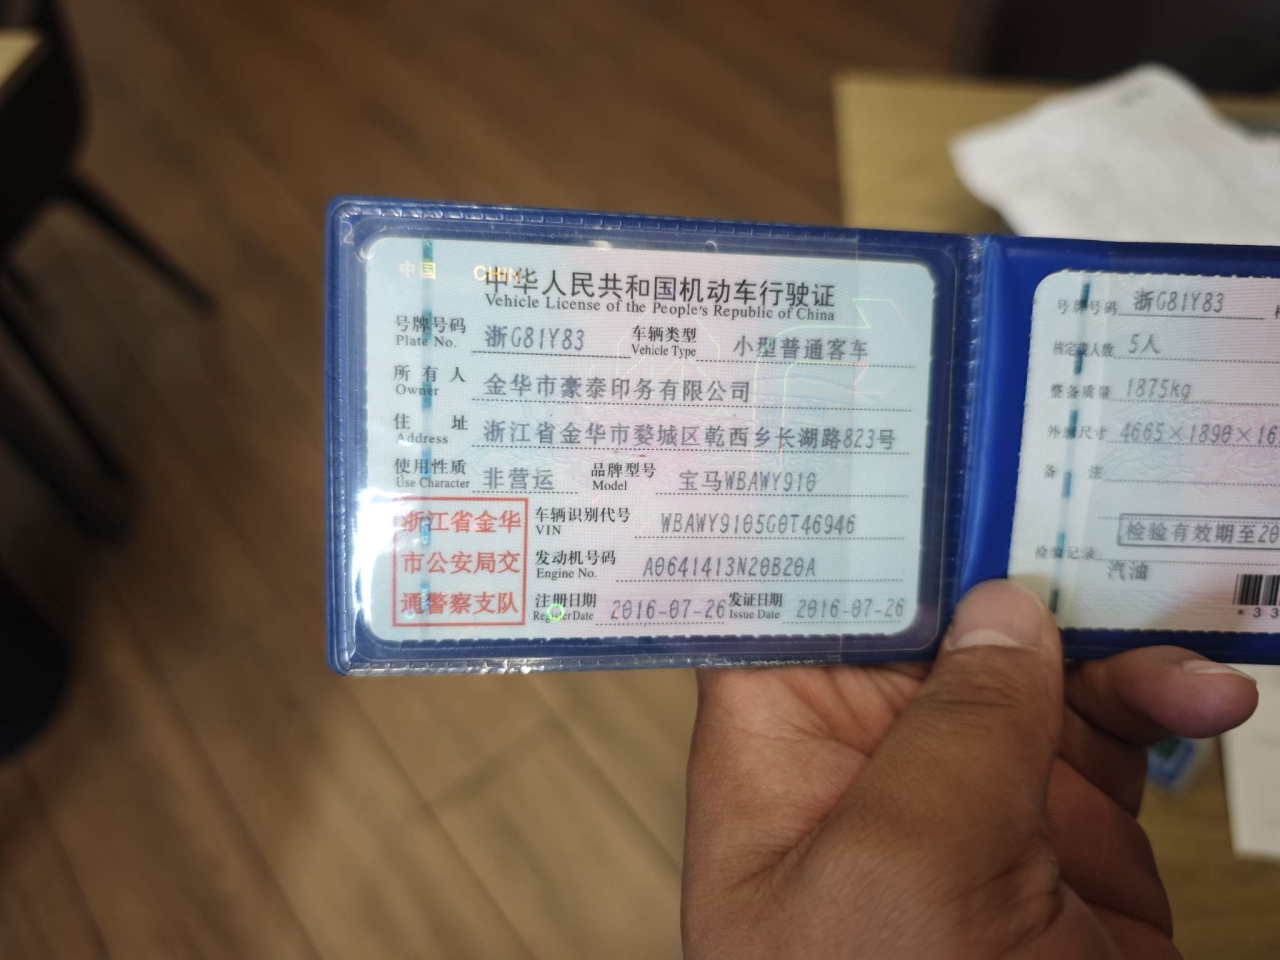 中国 CHIN
中华人民共和国机动车行驶证
Vehicle License of the People's Republic of China
号牌号码 浙G81Y83 车辆类型 小型普通客车
Plate No. Vehicle Type
所有人 金华市豪泰印务有限公司
Owner
住址 浙江省金华市婺城区乾西乡长湖路823号
Address
使用性质 非营运 品牌型号 宝马WBAWY910
Use Character Model
浙江省金华
市公安局交
通警察支队
车辆识别代号 WBAWY9105G0T46946
VIN
发动机号码 A0641413N20B20A
Engine No.
注册日期 2016-07-26 发证日期 2016-07-26
Register Date Issue Date
号牌号码 浙G81Y83
核定载人数 5人
整备质量 1875kg
外廓尺寸 4665×1890×16
备注
检验有效期至20
检验记录
汽油
*33